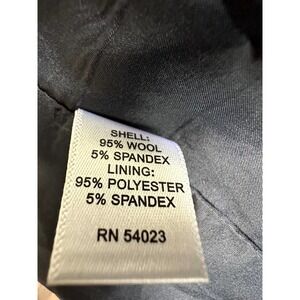 SHELL:
95% WOOL
5% SPANDEX
LINING:
95% POLYESTER
5% SPANDEX
RN 54023